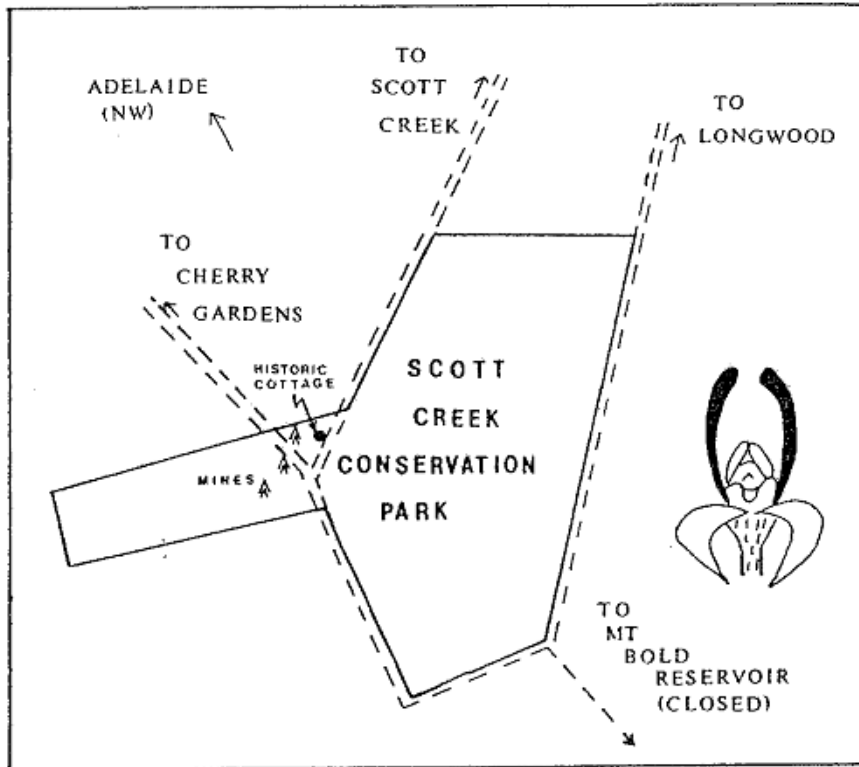 ADELAIDE
(NW)
TO
SCOTT
CREEK
TO
LONGWOOD
TO
CHERRY
GARDENS
HISTORIC
COTTAGE
SCOTT
CREEK
CONSERVATION
PARK
MINES
TO
MT
BOLD
RESERVOIR
(CLOSED)